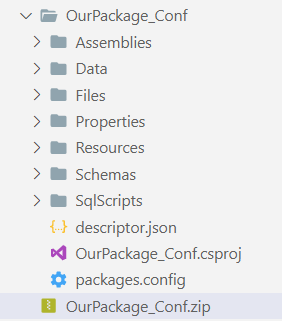 OurPackage_Conf
Assemblies
Data
Files
Properties
Resources
Schemas
SqlScripts
descriptor.json
OurPackage_Conf.csproj
packages.config
OurPackage_Conf.zip